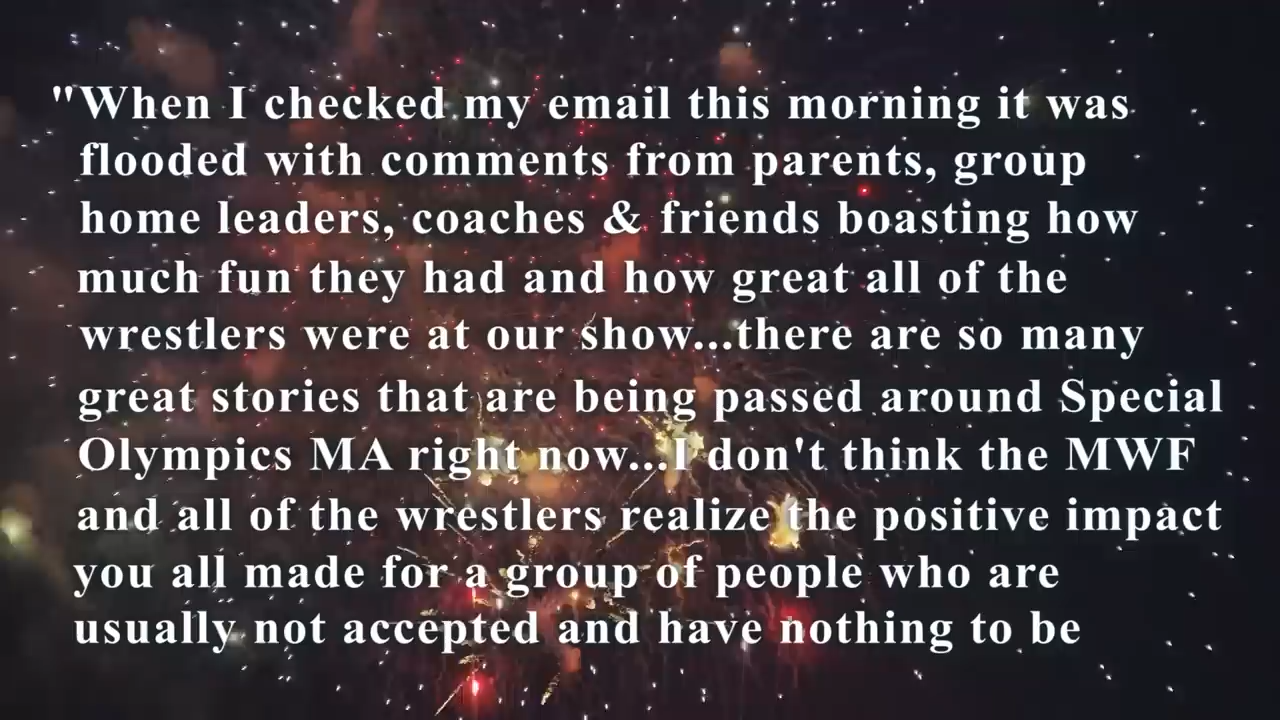 "When I checked my email this morning it was
flooded with comments from parents, group
home leaders, coaches & friends boasting how
much fun they had and how great all of the
wrestlers were at our show...there are so many
great stories that are being passed around Special
Olympics MA right now...I don't think the MWF
and all of the wrestlers realize the positive impact
you all made for a group of people who are
usually not accepted and have nothing to be